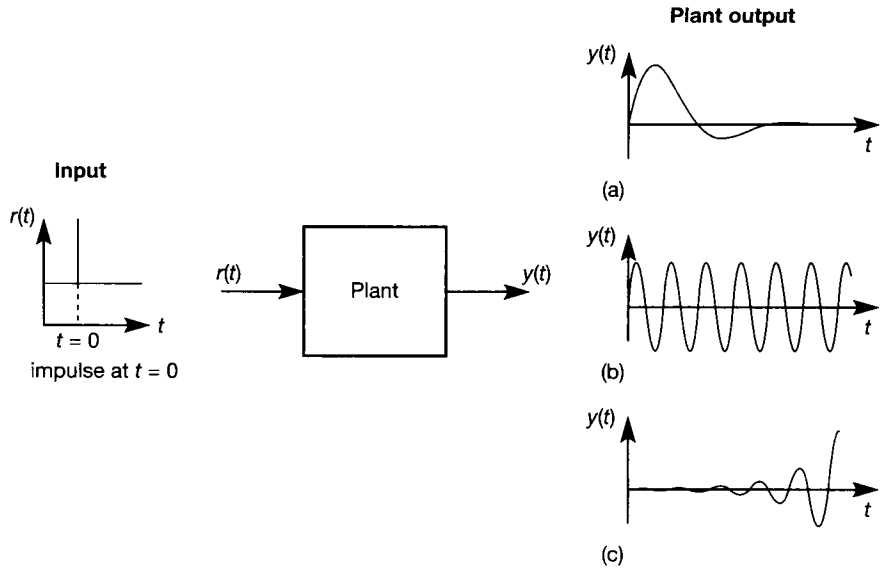 Plant output
y(t)
t
(a)
Input
r(t)
t
t = 0
impulse at t = 0
r(t)
Plant
y(t)
y(t)
t
(b)
y(t)
t
(c)